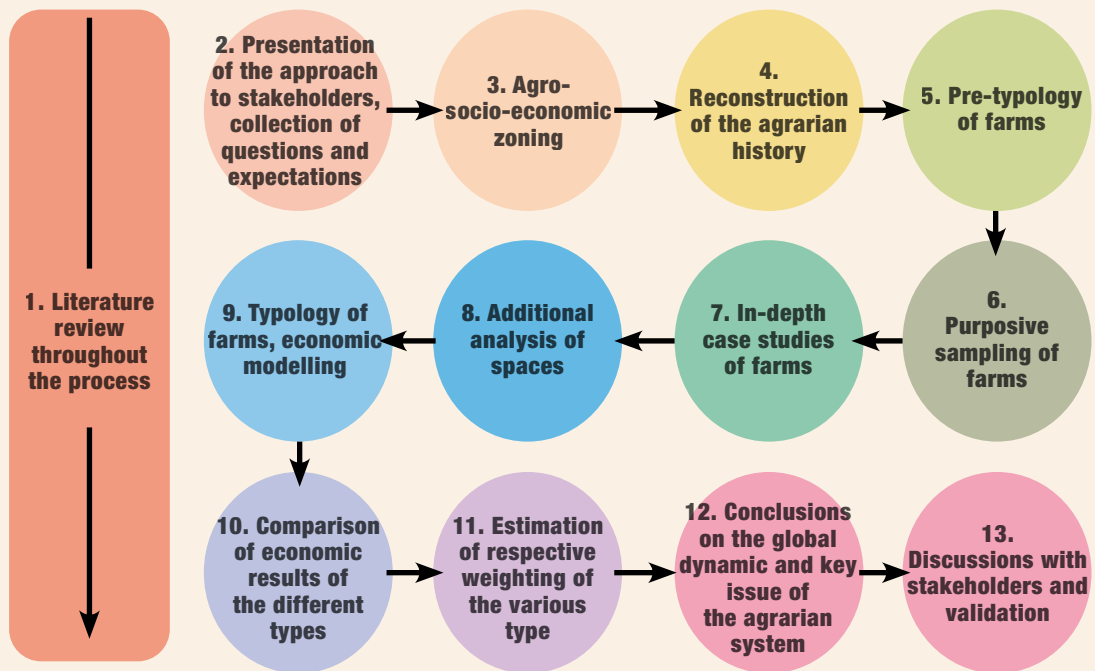 1. Literature
review
throughout
the process
2. Presentation
of the approach
to stakeholders,
collection of
questions and
expectations
3. Agro-
socio-economic
zoning
4.
Reconstruction
of the agrarian
history
5. Pre-typology
of farms
6.
Purposive
sampling of
farms
7. In-depth
case studies
of farms
8. Additional
analysis of
spaces
9. Typology of
farms, economic
modelling
10. Comparison
of economic
results of
the different
types
11. Estimation
of respective
weighting of
the various
type
12. Conclusions
on the global
dynamic and key
issue of
the agrarian
system
13.
Discussions with
stakeholders and
validation